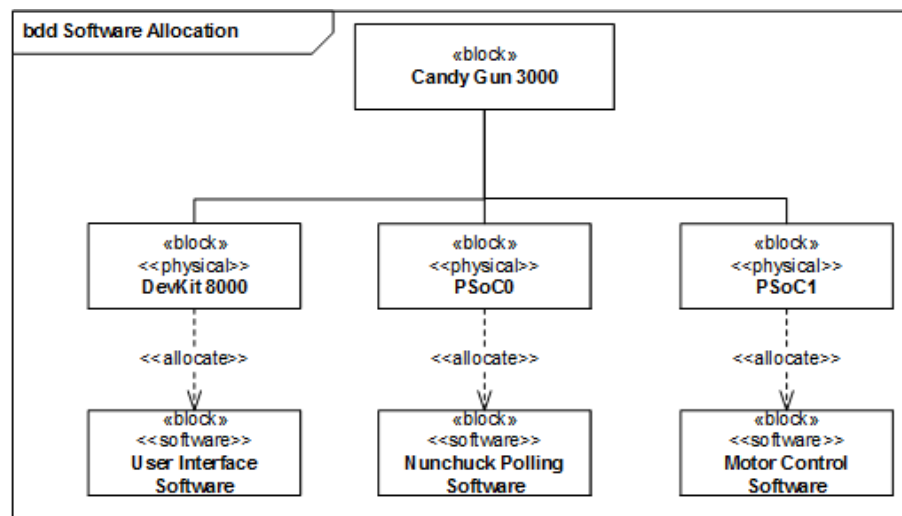 bdd Software Allocation
«block»
Candy Gun 3000
«block»
<<physical>>
DevKit 8000
«block»
<<physical>>
PSoC0
«block»
<<physical>>
PSoC1
<<allocate>>
<<allocate>>
<<allocate>>
«block»
<<software>>
User Interface
Software
«block»
<<software>>
Nunchuck Polling
Software
«block»
<<software>>
Motor Control
Software